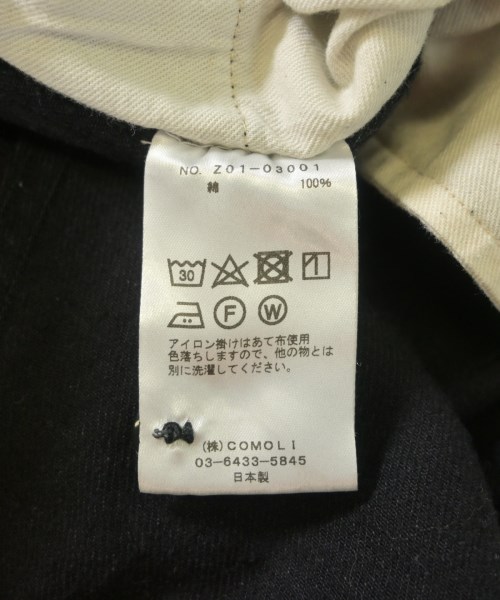 NO. Z01-03001
綿 100%
30
F W
アイロン掛けはあて布使用
色落ちしますので、他の物とは
別に洗濯してください。
(株)COMOLI
03-6433-5845
日本製